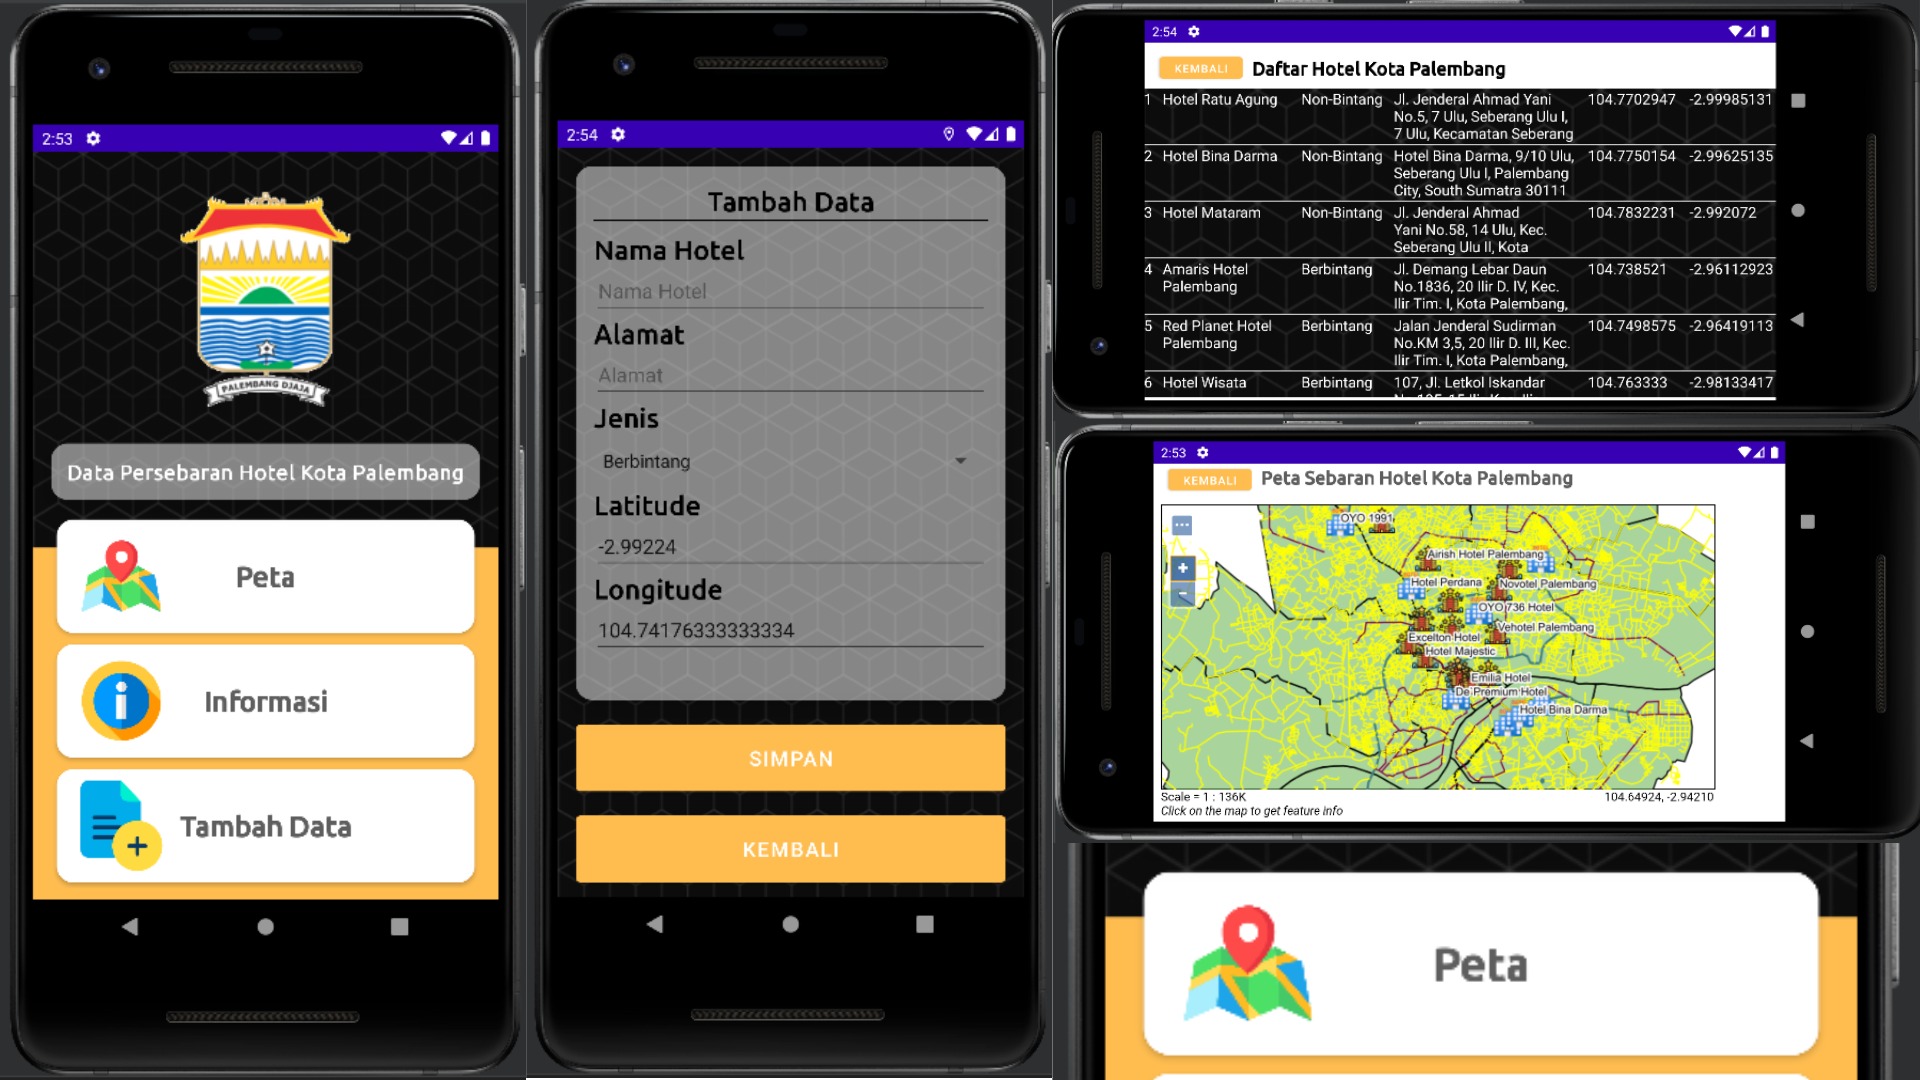 2:53
PALEMBANG DJAJA
Data Persebaran Hotel Kota Palembang
Peta
Informasi
Tambah Data
2:54
Tambah Data
Nama Hotel
Nama Hotel
Alamat
Alamat
Jenis
Berbintang
Latitude
-2.99224
Longitude
104.74176333333334
SIMPAN
KEMBALI
2:54
KEMBALI Daftar Hotel Kota Palembang
1 Hotel Ratu Agung Non-Bintang Jl. Jenderal Ahmad Yani 104.7702947 -2.99985131
No.5, 7 Ulu, Seberang Ulu I,
7 Ulu, Kecamatan Seberang
2 Hotel Bina Darma Non-Bintang Hotel Bina Darma, 9/10 Ulu, 104.7750154 -2.99625135
Seberang Ulu I, Palembang
City, South Sumatra 30111
3 Hotel Mataram Non-Bintang Jl. Jenderal Ahmad 104.7832231 -2.992072
Yani No.58, 14 Ulu, Kec.
Seberang Ulu II, Kota
4 Amaris Hotel Berbintang Jl. Demang Lebar Daun 104.738521 -2.96112923
Palembang No.1836, 20 Ilir D. IV, Kec.
Ilir Tim. I, Kota Palembang,
5 Red Planet Hotel Berbintang Jalan Jenderal Sudirman 104.7498575 -2.96419113
Palembang No.KM 3,5, 20 Ilir D. III, Kec.
Ilir Tim. I, Kota Palembang,
6 Hotel Wisata Berbintang 107, Jl. Letkol Iskandar 104.763333 -2.98133417
2:53
KEMBALI Peta Sebaran Hotel Kota Palembang
OYO 1991
Airish Hotel Palembang
Hotel Perdana
Novotel Palembang
OYO 736 Hotel
Vehotel Palembang
Excelton Hotel
Hotel Majestic
Emilia Hotel
De Premium Hotel
Hotel Bina Darma
Scale = 1 : 136K 104.64924, -2.94210
Click on the map to get feature info
Peta